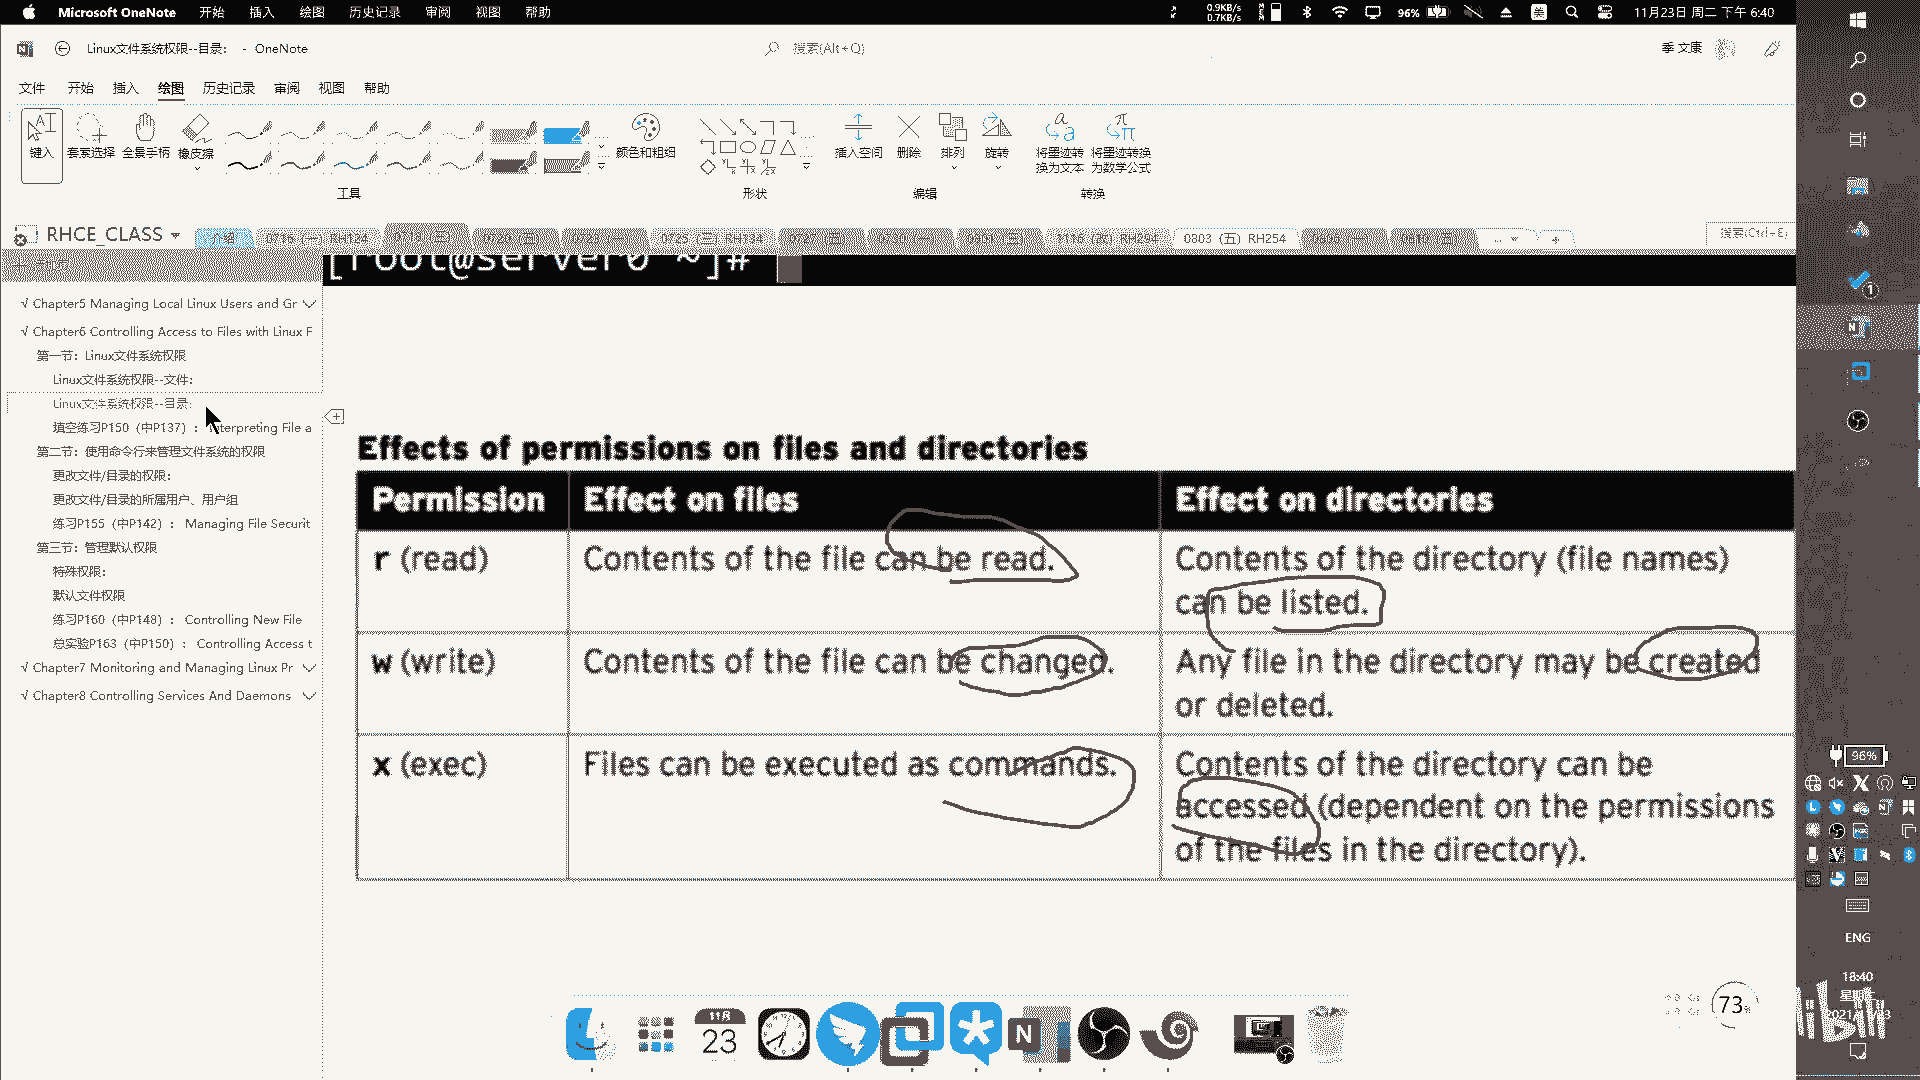 Microsoft OneNote 开始 插入 绘图 历史记录 审阅 视图 帮助
0.9KB/s
0.7KB/s
96%
美
11月23日 周二 下午 6:40
Linux文件系统权限--目录: - OneNote
搜索(Alt+Q)
季 文康
文件 开始 插入 绘图 历史记录 审阅 视图 帮助
键入 套索选择 全景手柄 橡皮擦
颜色和粗细
插入空间 删除 排列 旋转
将墨迹转换为文本
将墨迹转换为数学公式
工具 形状 编辑 转换
RHCE_CLASS
0716 (一) RH124
0725 (三) RH134
1116 (改) RH294
0803 (五) RH254
搜索(Ctrl+E)
[root@server0 ~]#
√ Chapter5 Managing Local Linux Users and Gr
√ Chapter6 Controlling Access to Files with Linux F
第一节: Linux文件系统权限
Linux文件系统权限--文件:
Linux文件系统权限--目录:
填空练习P150 (中P137) : Interpreting File a
第二节: 使用命令行来管理文件系统的权限
更改文件/目录的权限:
更改文件/目录的所属用户、用户组
练习P155 (中P142) : Managing File Securit
第三节: 管理默认权限
特殊权限:
默认文件权限
练习P160 (中P148) : Controlling New File
总实验P163 (中P150) : Controlling Access t
√ Chapter7 Monitoring and Managing Linux Pr
√ Chapter8 Controlling Services And Daemons
Effects of permissions on files and directories
Permission Effect on files Effect on directories
r (read) Contents of the file can be read. Contents of the directory (file names)
can be listed.
w (write) Contents of the file can be changed. Any file in the directory may be created
or deleted.
x (exec) Files can be executed as commands. Contents of the directory can be
accessed (dependent on the permissions
of the files in the directory).
1
96%
ENG
18:40
11月
23
N
73%